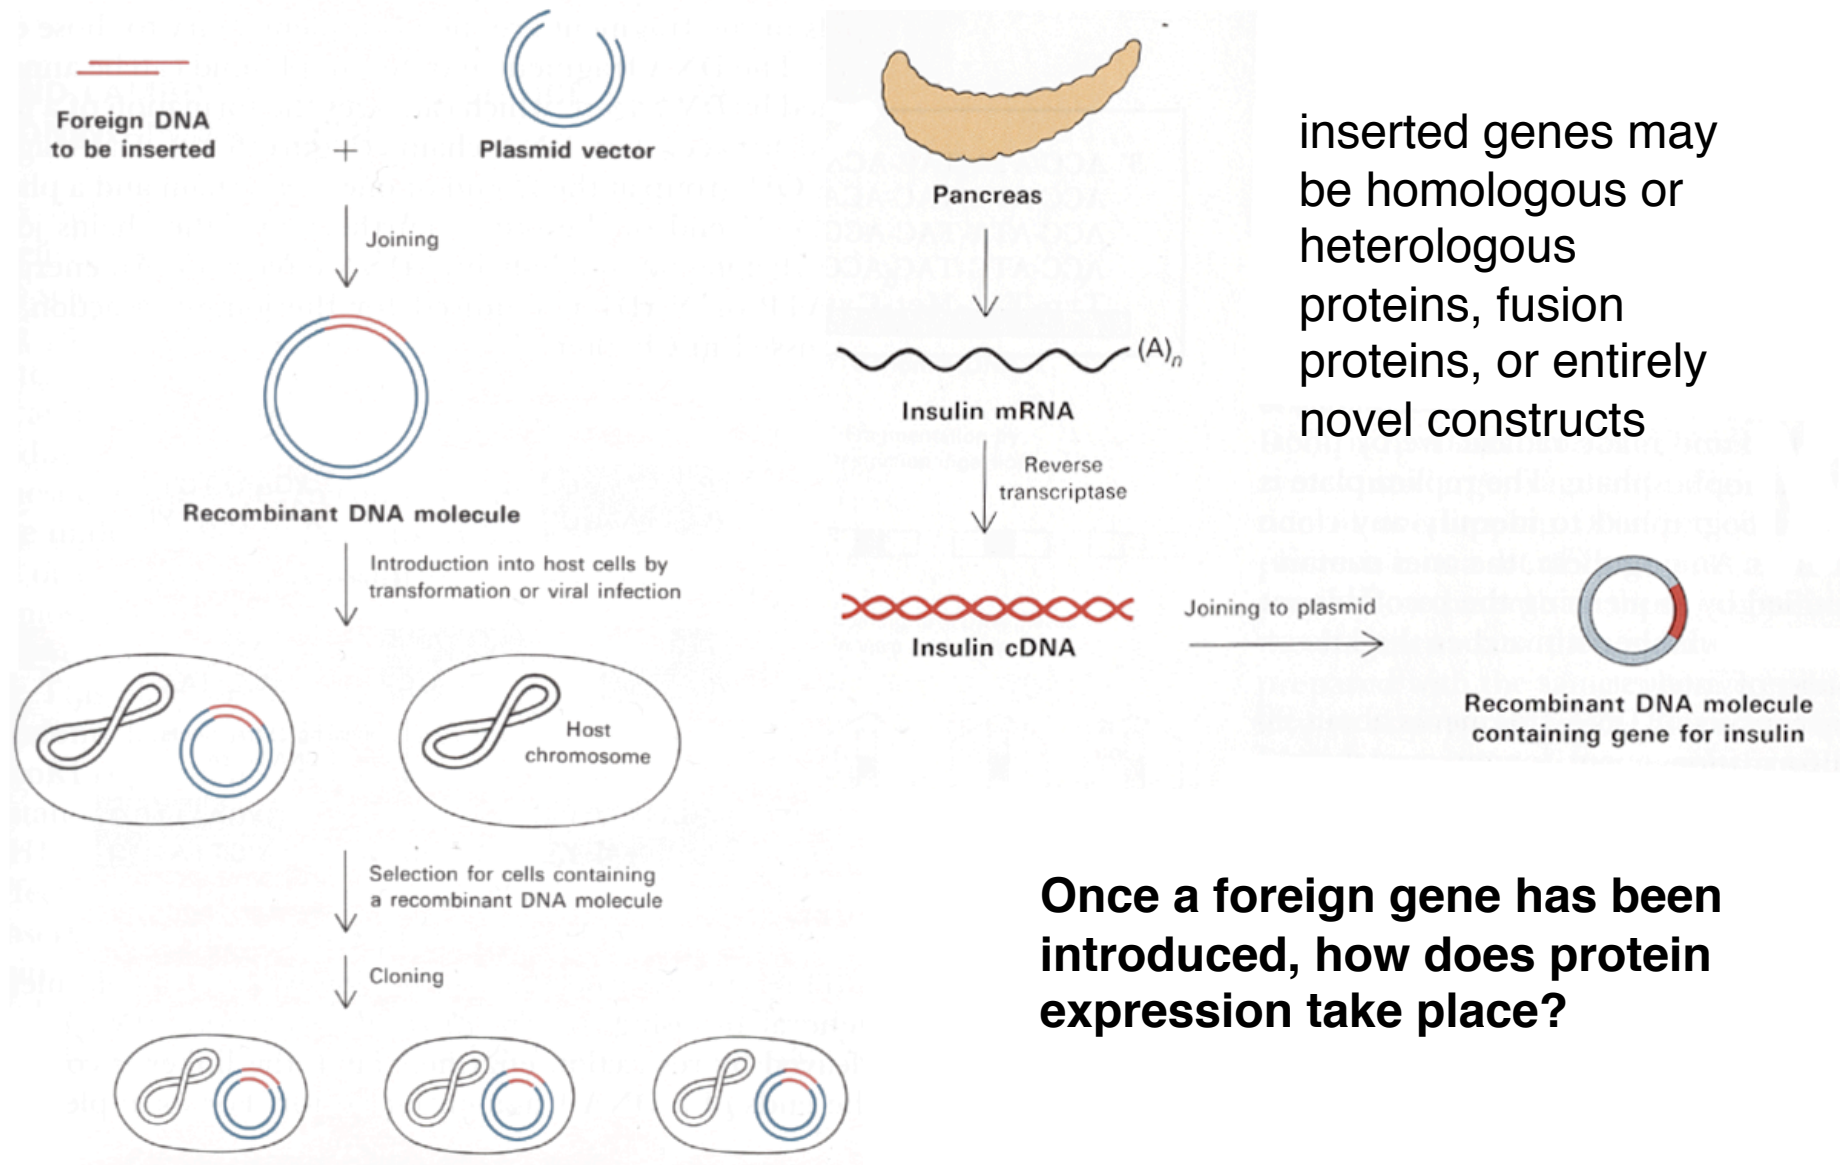 Foreign DNA
to be inserted
+
Plasmid vector
Joining
Recombinant DNA molecule
Introduction into host cells by
transformation or viral infection
Host
chromosome
Selection for cells containing
a recombinant DNA molecule
Cloning
Pancreas
(A)n
Insulin mRNA
Reverse
transcriptase
Insulin cDNA
Joining to plasmid
Recombinant DNA molecule
containing gene for insulin
inserted genes may
be homologous or
heterologous
proteins, fusion
proteins, or entirely
novel constructs
Once a foreign gene has been
introduced, how does protein
expression take place?